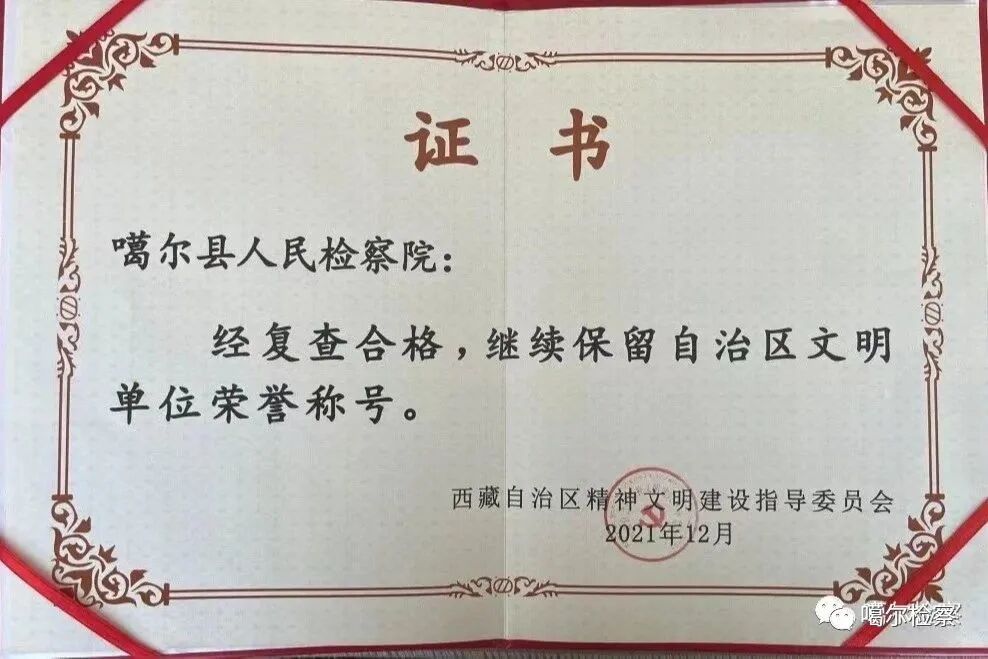 证 书
噶尔县人民检察院：
经复查合格，继续保留自治区文明
单位荣誉称号。
西藏自治区精神文明建设指导委员会
2021年12月
噶尔检察